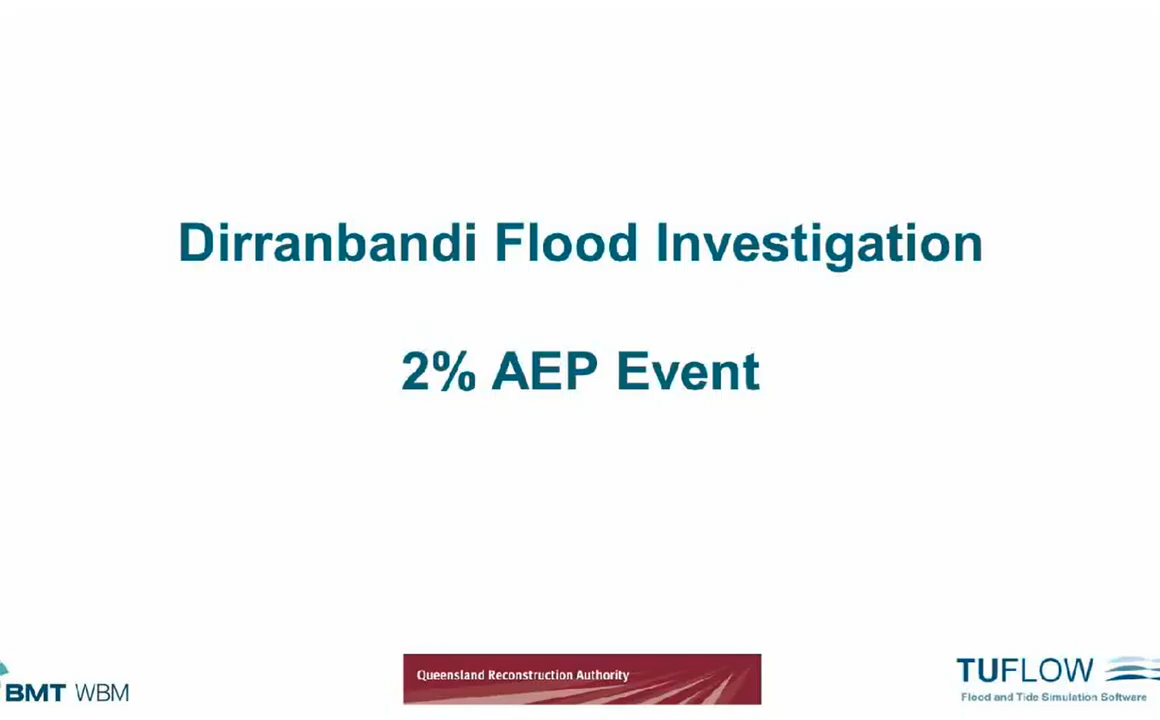 Dirranbandi Flood Investigation
2% AEP Event
BMT WBM
Queensland Reconstruction Authority
TUFLOW
Flood and Tide Simulation Software